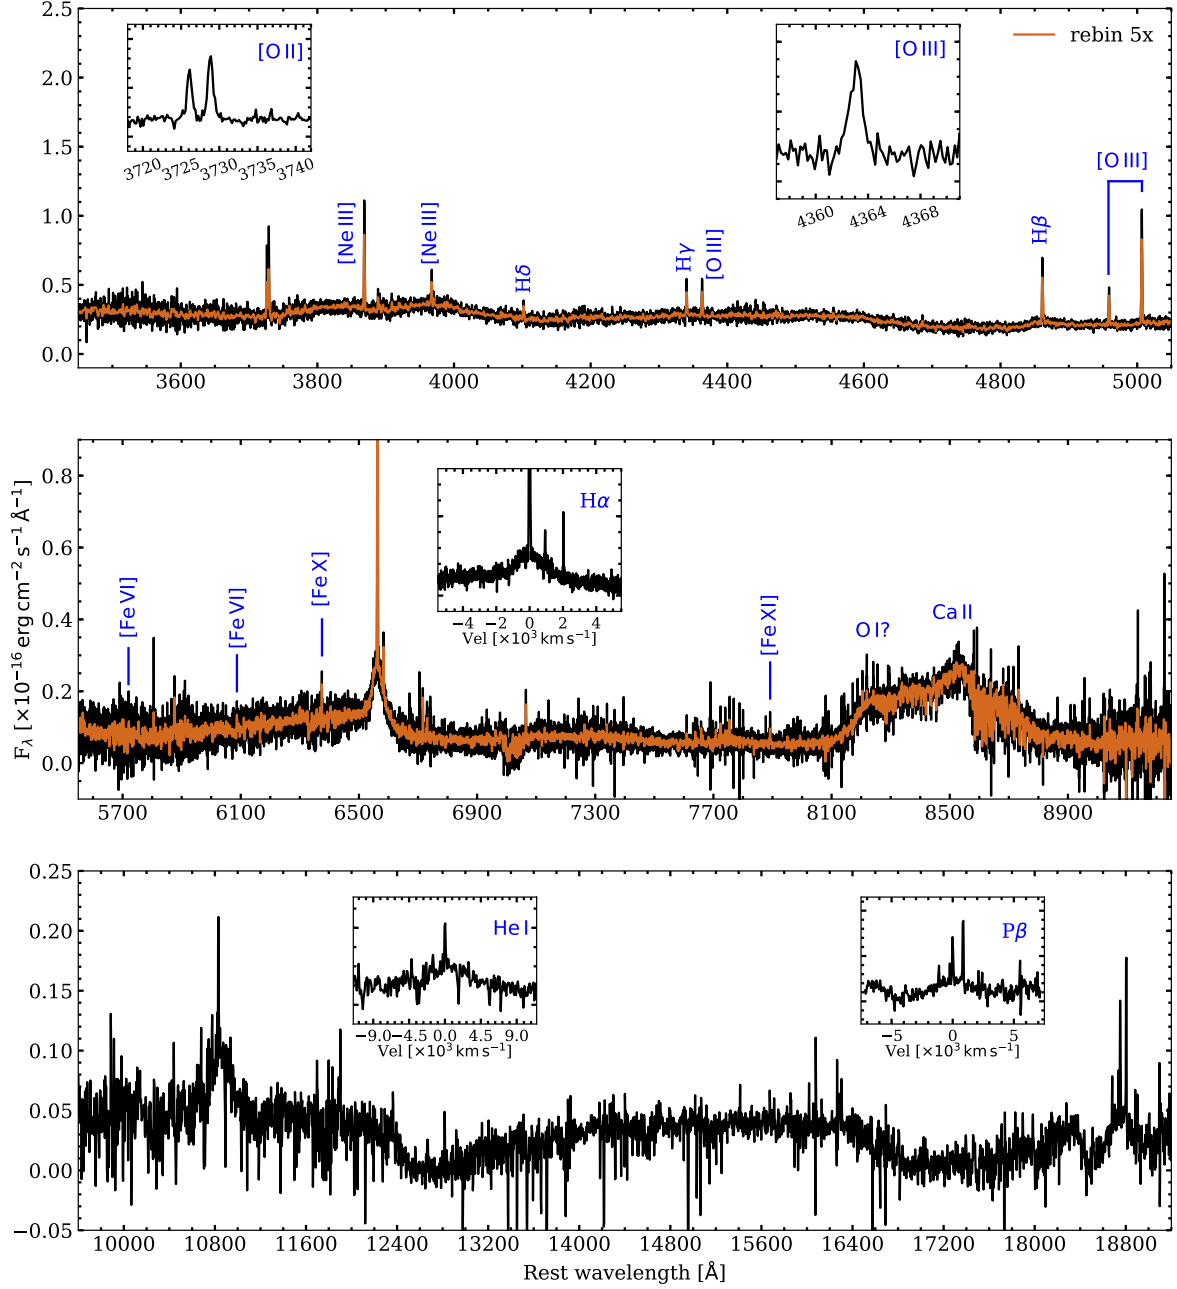 2.5
2.0
1.5
1.0
0.5
0.0
[O II]
3720 3725 3730 3735 3740
[O III]
4360 4364 4368
rebin 5x
[O III]
[Ne III]
[Ne III]
Hδ
Hγ
[O III]
Hβ
3600 3800 4000 4200 4400 4600 4800 5000
F_λ [×10⁻¹⁶ erg cm⁻² s⁻¹ Å⁻¹]
0.8
0.6
0.4
0.2
0.0
[Fe VI]
[Fe VI]
[Fe X]
Hα
−4 −2 0 2 4
Vel [×10³ km s⁻¹]
[Fe XI]
O I?
Ca II
5700 6100 6500 6900 7300 7700 8100 8500 8900
0.25
0.20
0.15
0.10
0.05
0.00
−0.05
He I
−9.0 −4.5 0.0 4.5 9.0
Vel [×10³ km s⁻¹]
Pβ
−5 0 5
Vel [×10³ km s⁻¹]
10000 10800 11600 12400 13200 14000 14800 15600 16400 17200 18000 18800
Rest wavelength [Å]